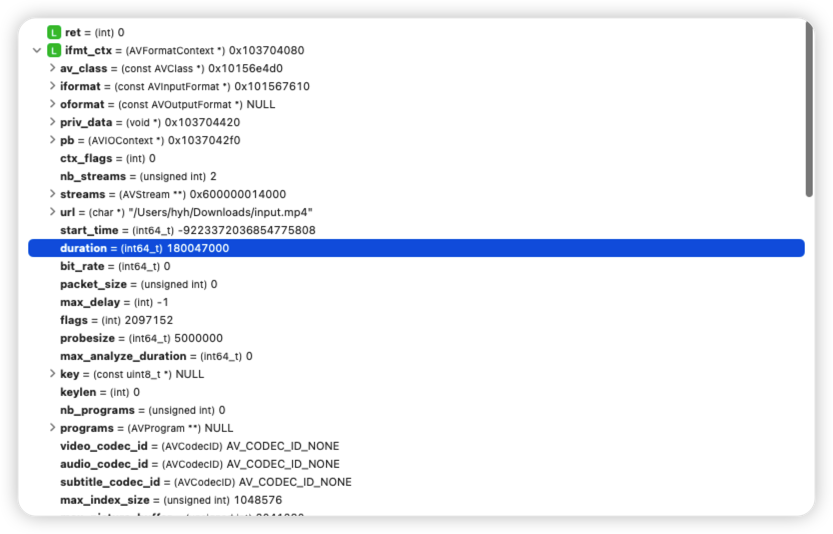 L ret = (int) 0
L ifmt_ctx = (AVFormatContext *) 0x103704080
av_class = (const AVClass *) 0x10156e4d0
iformat = (const AVInputFormat *) 0x101567610
oformat = (const AVOutputFormat *) NULL
priv_data = (void *) 0x103704420
pb = (AVIOContext *) 0x1037042f0
ctx_flags = (int) 0
nb_streams = (unsigned int) 2
streams = (AVStream **) 0x600000014000
url = (char *) "/Users/hyh/Downloads/input.mp4"
start_time = (int64_t) -9223372036854775808
duration = (int64_t) 180047000
bit_rate = (int64_t) 0
packet_size = (unsigned int) 0
max_delay = (int) -1
flags = (int) 2097152
probesize = (int64_t) 5000000
max_analyze_duration = (int64_t) 0
key = (const uint8_t *) NULL
keylen = (int) 0
nb_programs = (unsigned int) 0
programs = (AVProgram **) NULL
video_codec_id = (AVCodecID) AV_CODEC_ID_NONE
audio_codec_id = (AVCodecID) AV_CODEC_ID_NONE
subtitle_codec_id = (AVCodecID) AV_CODEC_ID_NONE
max_index_size = (unsigned int) 1048576